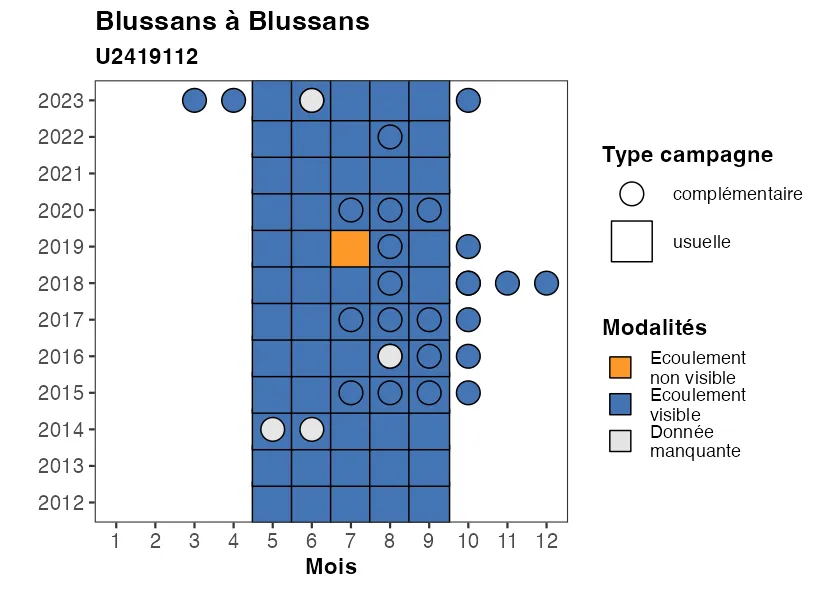 Blussans à Blussans
U2419112
2023
2022
2021
2020
2019
2018
2017
2016
2015
2014
2013
2012
1 2 3 4 5 6 7 8 9 10 11 12
Mois
Type campagne
complémentaire
usuelle
Modalités
Ecoulement
non visible
Ecoulement
visible
Donnée
manquante